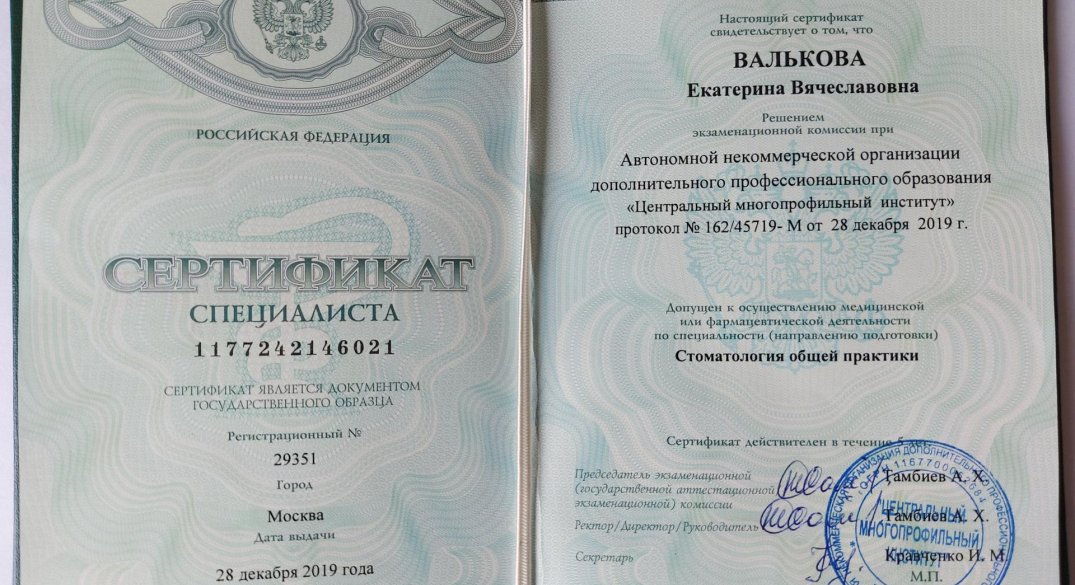 РОССИЙСКАЯ ФЕДЕРАЦИЯ
СЕРТИФИКАТ
СПЕЦИАЛИСТА
1177242146021
СЕРТИФИКАТ ЯВЛЯЕТСЯ ДОКУМЕНТОМ
ГОСУДАРСТВЕННОГО ОБРАЗЦА
Регистрационный №
29351
Город
Москва
Дата выдачи
28 декабря 2019 года
Настоящий сертификат
свидетельствует о том, что
ВАЛЬКОВА
Екатерина Вячеславовна
Решением
экзаменационной комиссии при
Автономной некоммерческой организации
дополнительного профессионального образования
«Центральный многопрофильный институт»
протокол № 162/45719- М от 28 декабря 2019 г.
Допущен к осуществлению медицинской
или фармацевтической деятельности
по специальности (направлению подготовки)
Стоматология общей практики
Сертификат действителен в течение 5 лет
Председатель экзаменационной
(государственной аттестационной
экзаменационной) комиссии
Тамбиев А. Х.
Ректор/Директор/Руководитель
Тамбиев А. Х.
Секретарь
Кравченко И. М.
М.П.
"ЦЕНТРАЛЬНЫЙ
МНОГОПРОФИЛЬНЫЙ